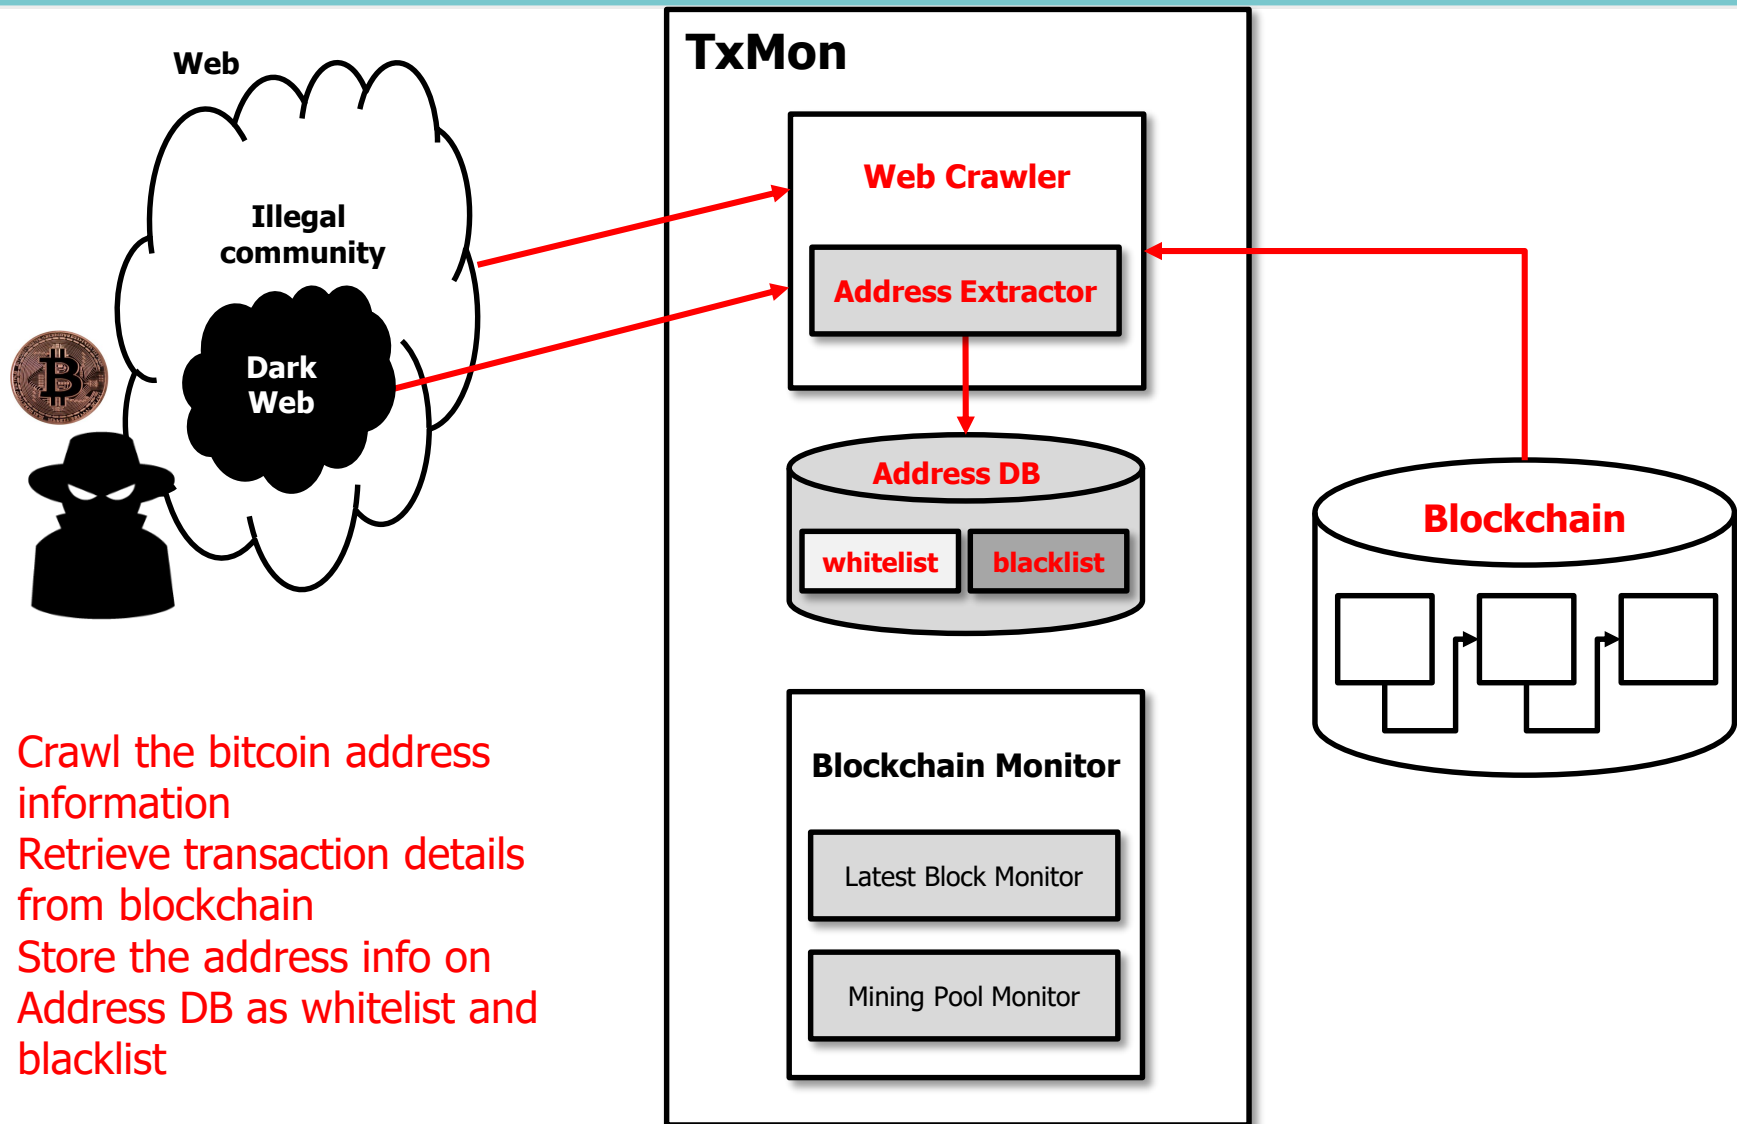 Web
Illegal
community
Dark
Web
TxMon
Web Crawler
Address Extractor
Address DB
whitelist
blacklist
Blockchain Monitor
Latest Block Monitor
Mining Pool Monitor
Blockchain
Crawl the bitcoin address
information
Retrieve transaction details
from blockchain
Store the address info on
Address DB as whitelist and
blacklist